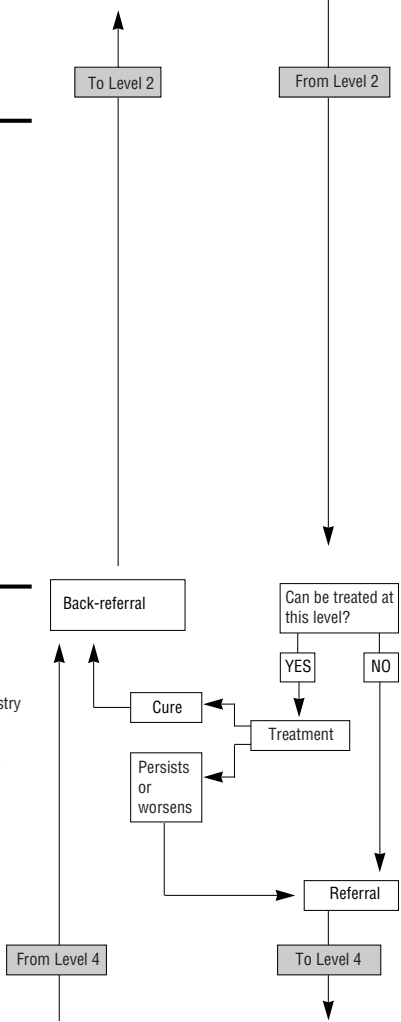 To Level 2
From Level 2
Back-referral
Can be treated at
this level?
YES
NO
stry
Cure
Treatment
Persists
or
worsens
Referral
From Level 4
To Level 4